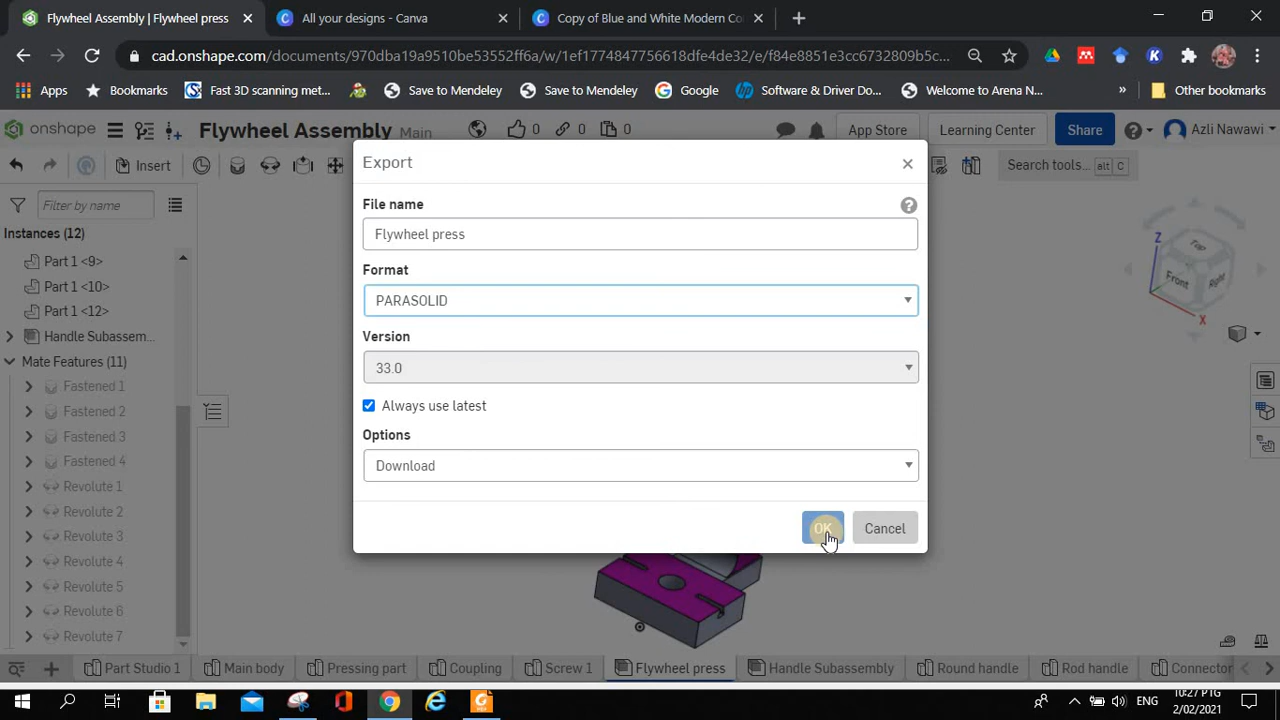 Flywheel Assembly | Flywheel press
All your designs - Canva
Copy of Blue and White Modern Co
cad.onshape.com/documents/970dba19a9510be53552ff6a/w/1ef1774847756618d4de32/e/f84e8851e3cc6732809b5c...
Apps
Bookmarks
Fast 3D scanning met...
Save to Mendeley
Save to Mendeley
Google
Software & Driver Do...
Welcome to Arena N...
»
Other bookmarks
onshape
Flywheel Assembly Main
0
0
0
App Store
Learning Center
Share
Azli Nawawi
Insert
Search tools... alt C
Filter by name
Instances (12)
Part 1 <9>
Part 1 <10>
Part 1 <12>
Handle Subassem...
Mate Features (11)
Fastened 1
Fastened 2
Fastened 3
Fastened 4
Revolute 1
Revolute 2
Revolute 3
Revolute 4
Revolute 5
Revolute 6
Revolute 7
Export
File name
Flywheel press
Format
PARASOLID
Version
33.0
Always use latest
Options
Download
OK
Cancel
Z
Top
Front
Right
X
Part Studio 1
Main body
Pressing part
Coupling
Screw 1
Flywheel press
Handle Subassembly
Round handle
Rod handle
Connector
ENG
10:27 PTG
2/02/2021